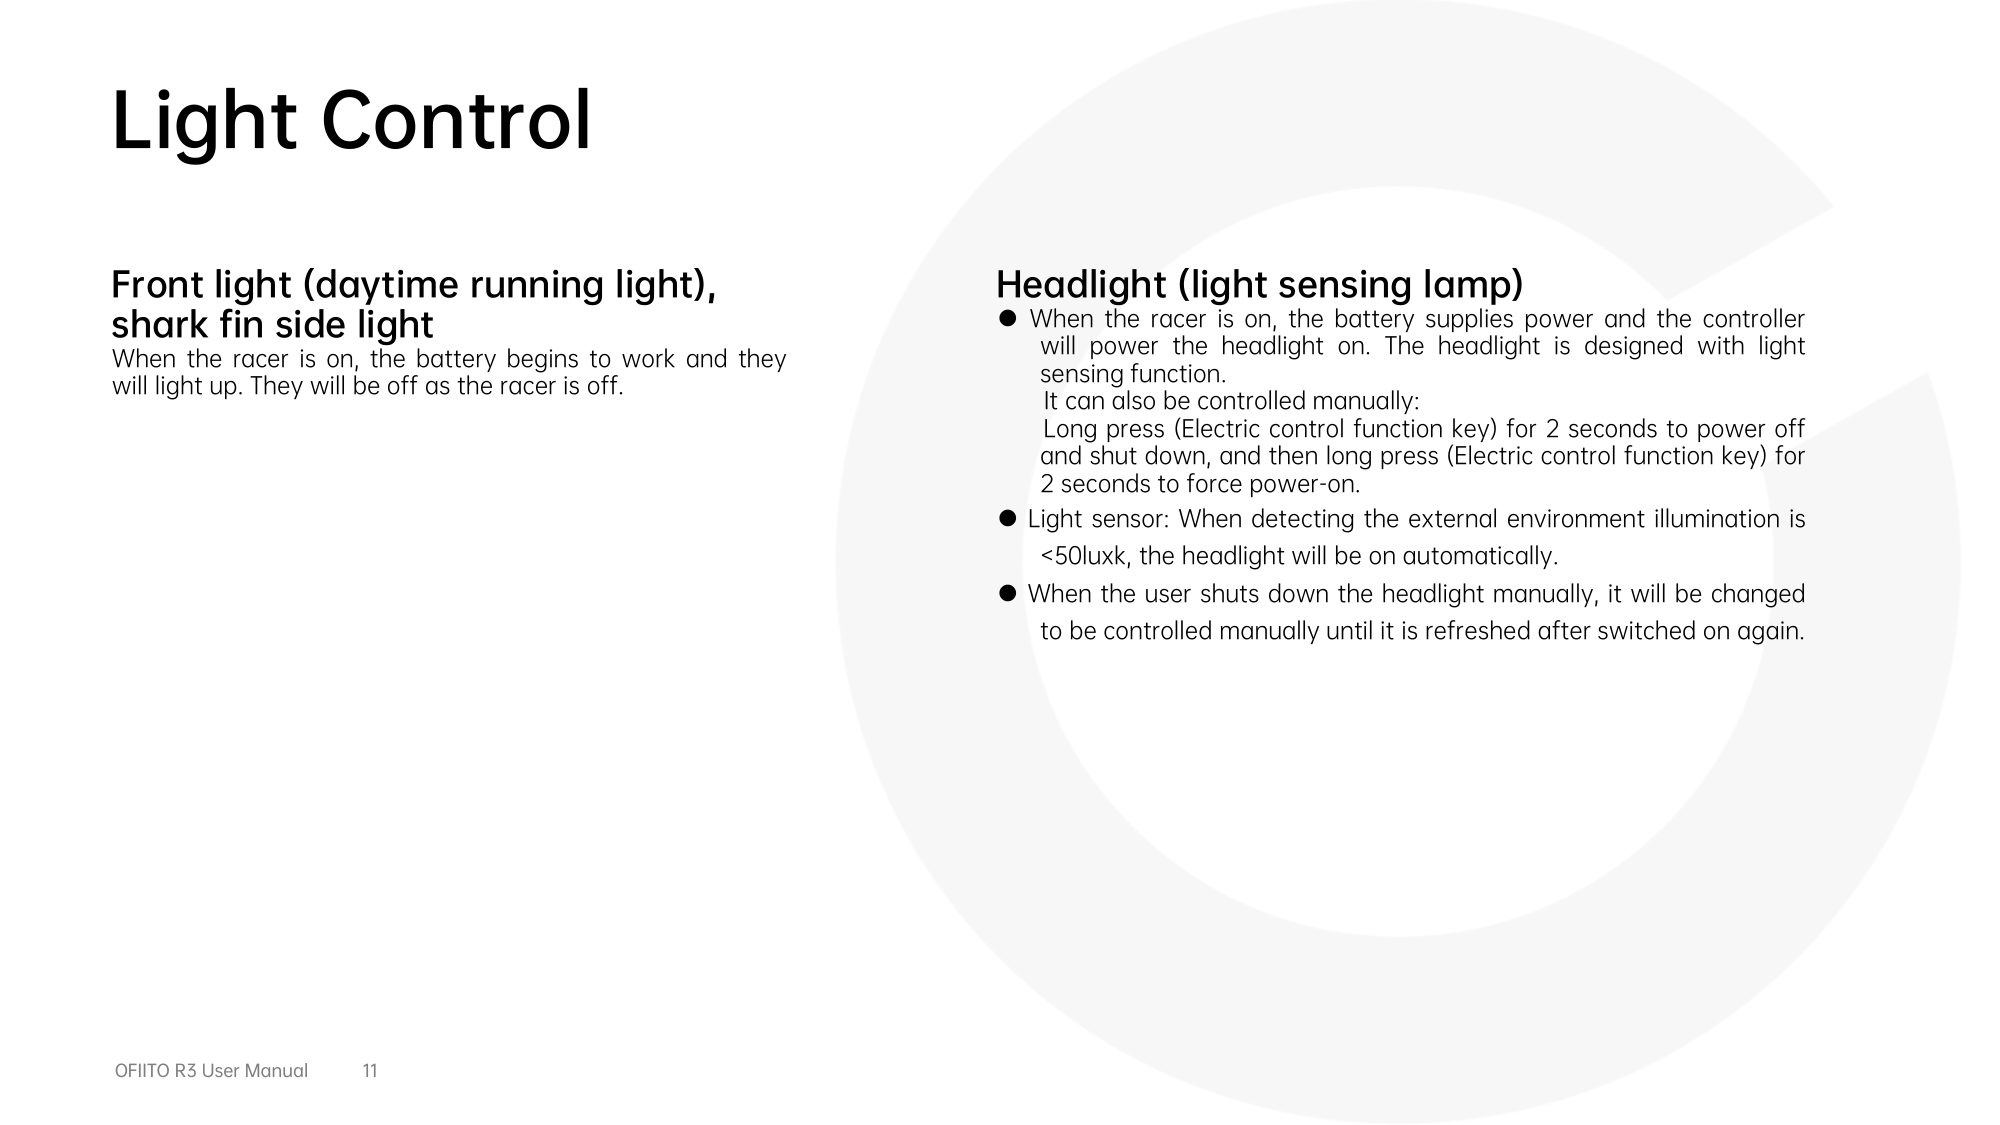 Light Control
Front light (daytime running light),
shark fin side light
When the racer is on, the battery begins to work and they
will light up. They will be off as the racer is off.
Headlight (light sensing lamp)
● When the racer is on, the battery supplies power and the controller
will power the headlight on. The headlight is designed with light
sensing function.
It can also be controlled manually:
Long press (Electric control function key) for 2 seconds to power off
and shut down, and then long press (Electric control function key) for
2 seconds to force power-on.
● Light sensor: When detecting the external environment illumination is
<50luxk, the headlight will be on automatically.
● When the user shuts down the headlight manually, it will be changed
to be controlled manually until it is refreshed after switched on again.
OFIITO R3 User Manual 11